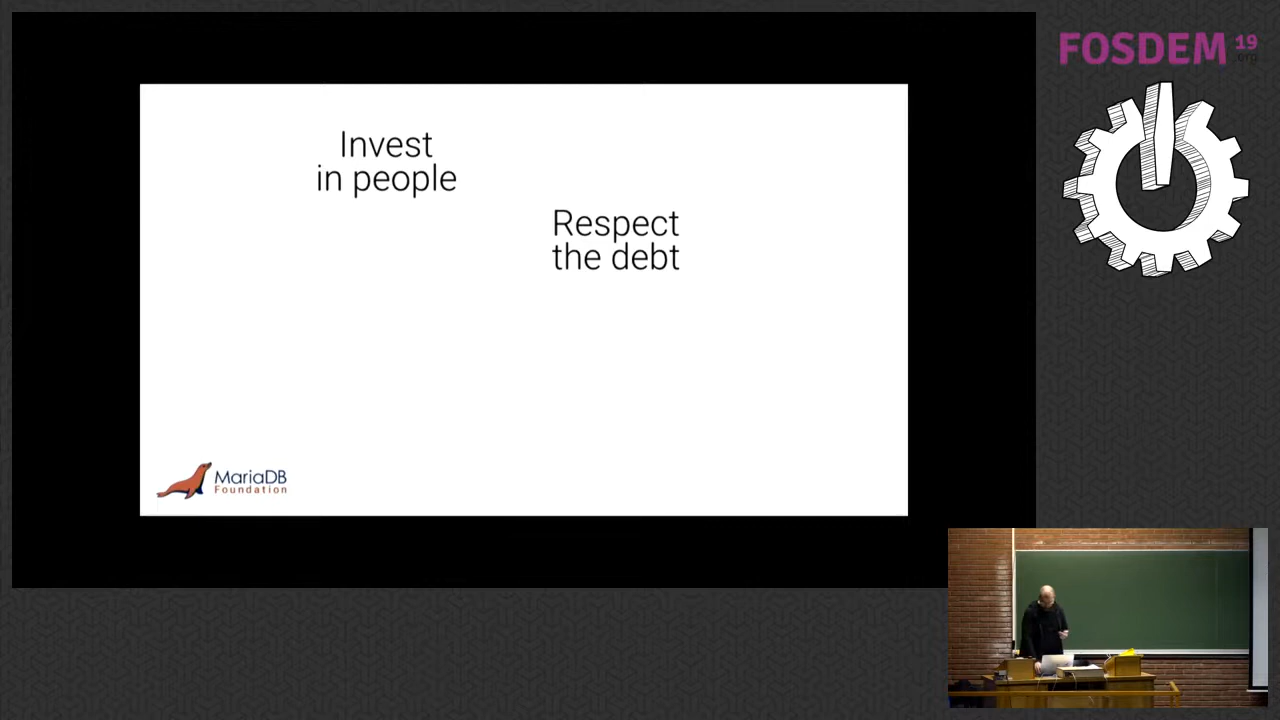 FOSDEM 19
.org
Invest
in people
Respect
the debt
MariaDB
Foundation